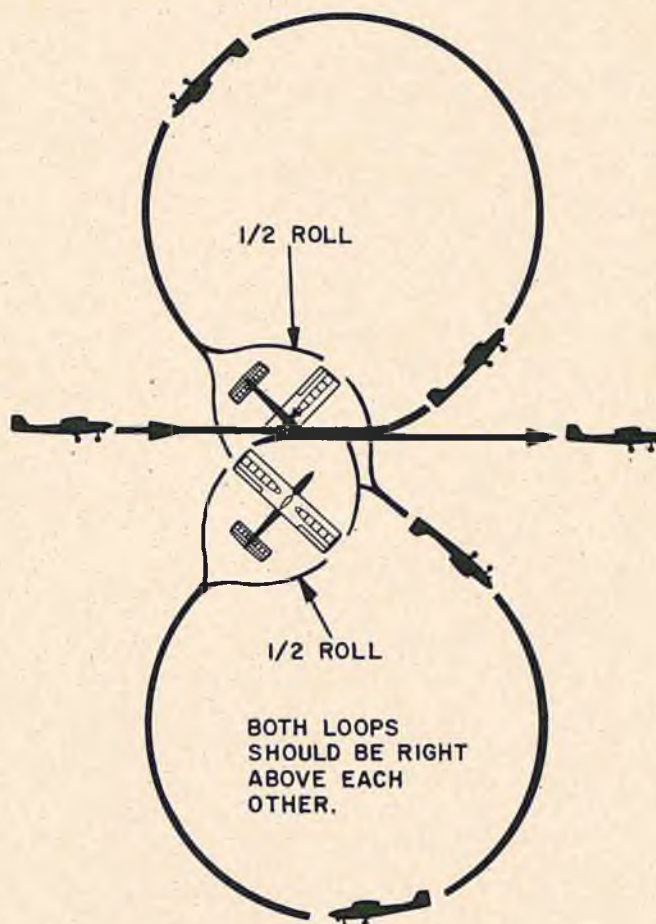 1/2 ROLL
1/2 ROLL
BOTH LOOPS
SHOULD BE RIGHT
ABOVE EACH
OTHER.